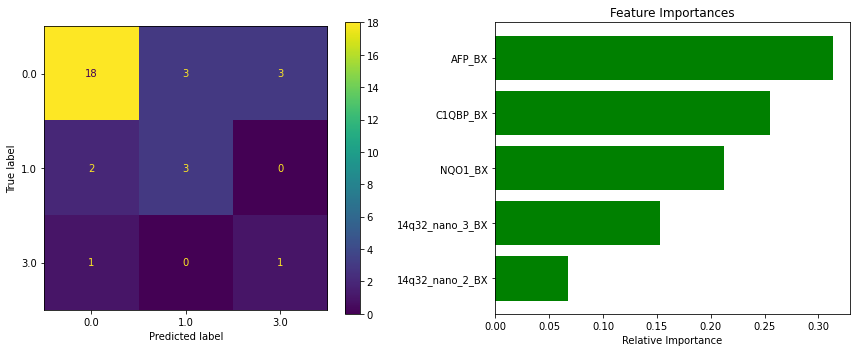 0.0
1.0
3.0
True label
18 3 3
2 3 0
1 0 1
0.0 1.0 3.0
Predicted label
18
16
14
12
10
8
6
4
2
0
Feature Importances
AFP_BX
C1QBP_BX
NQO1_BX
14q32_nano_3_BX
14q32_nano_2_BX
0.00 0.05 0.10 0.15 0.20 0.25 0.30
Relative Importance